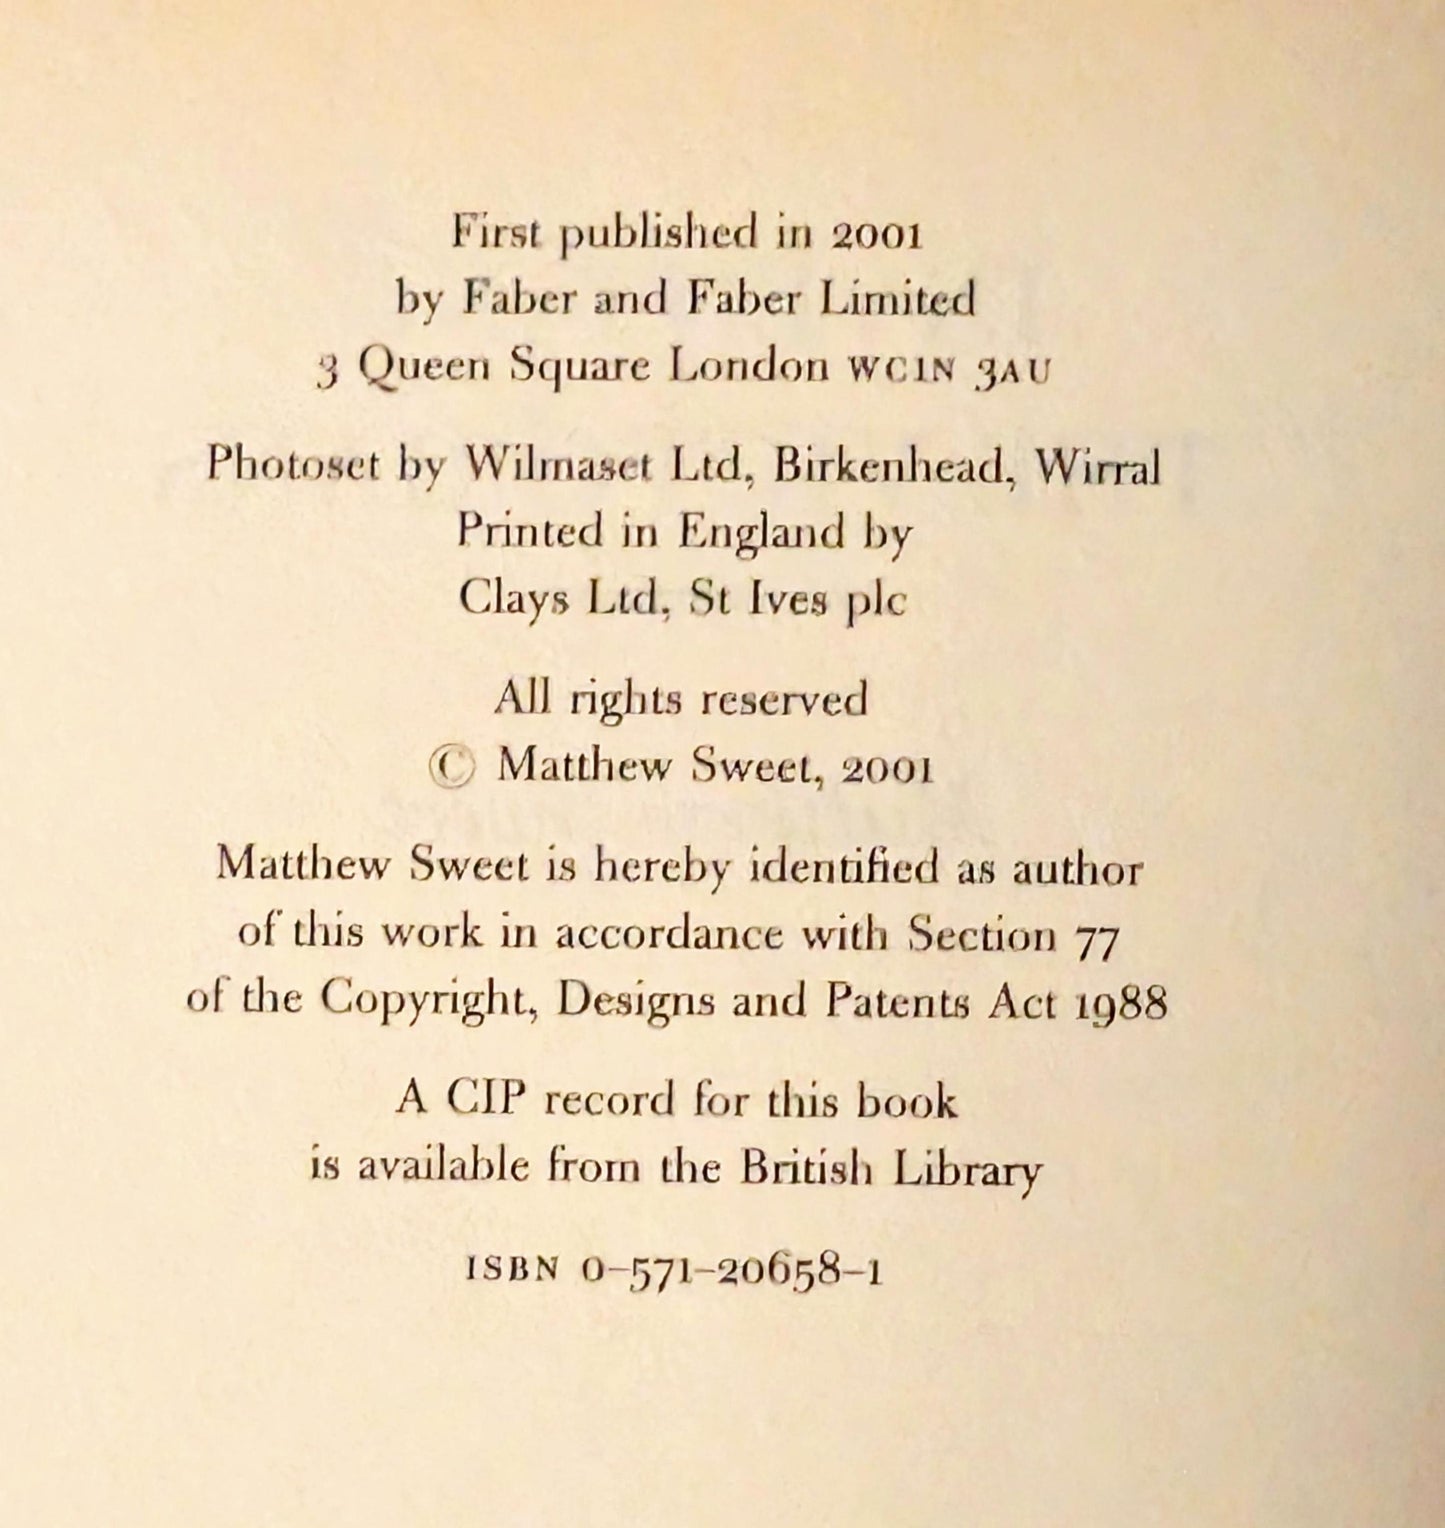 First published in 2001
by Faber and Faber Limited
3 Queen Square London WC1N 3AU
Photoset by Wilmaset Ltd, Birkenhead, Wirral
Printed in England by
Clays Ltd, St Ives plc
All rights reserved
© Matthew Sweet, 2001
Matthew Sweet is hereby identified as author
of this work in accordance with Section 77
of the Copyright, Designs and Patents Act 1988
A CIP record for this book
is available from the British Library
ISBN 0–571–20658–1